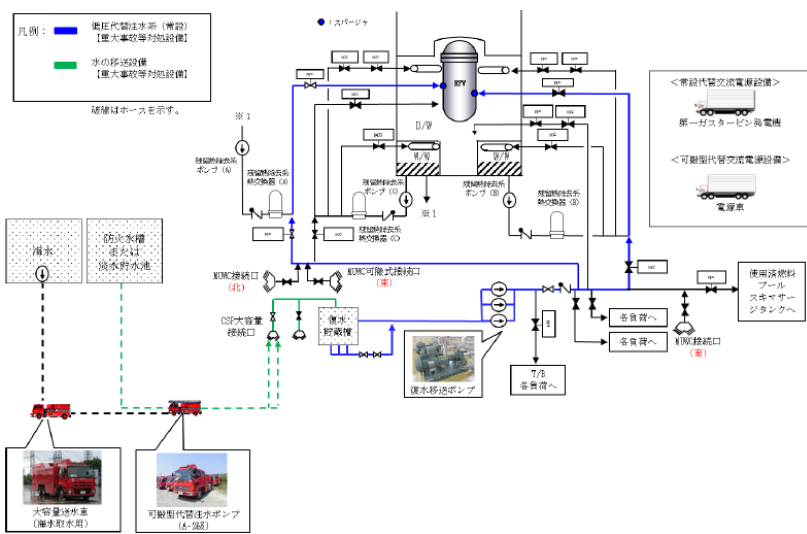 凡例：
低圧代替注水系（常設）
【重大事故等対処設備】
水の移送設備
【重大事故等対処設備】
破線はホースを示す。
：スパージャ
RPV
D/W
W/W
W/W
※1
※1
残留熱除去系
ポンプ（A）
残留熱除去系
熱交換器（A）
残留熱除去系
ポンプ（C）
残留熱除去系
熱交換器（C）
残留熱除去系
ポンプ（B）
残留熱除去系
熱交換器（B）
＜常設代替交流電源設備＞
第一ガスタービン発電機
＜可搬型代替交流電源設備＞
電源車
海水
防火水槽
または
淡水貯水池
MUWC接続口
（北）
MUWC可能式接続口
（東）
CSP大容量
接続口
復水
貯蔵槽
復水移送ポンプ
T/B
各負荷へ
各負荷へ
各負荷へ
MUWC接続口
（南）
使用済燃料
プール
スキマサー
ジタンクへ
大容量送水車
（海水取水用）
可搬型代替注水ポンプ
（A-2級）